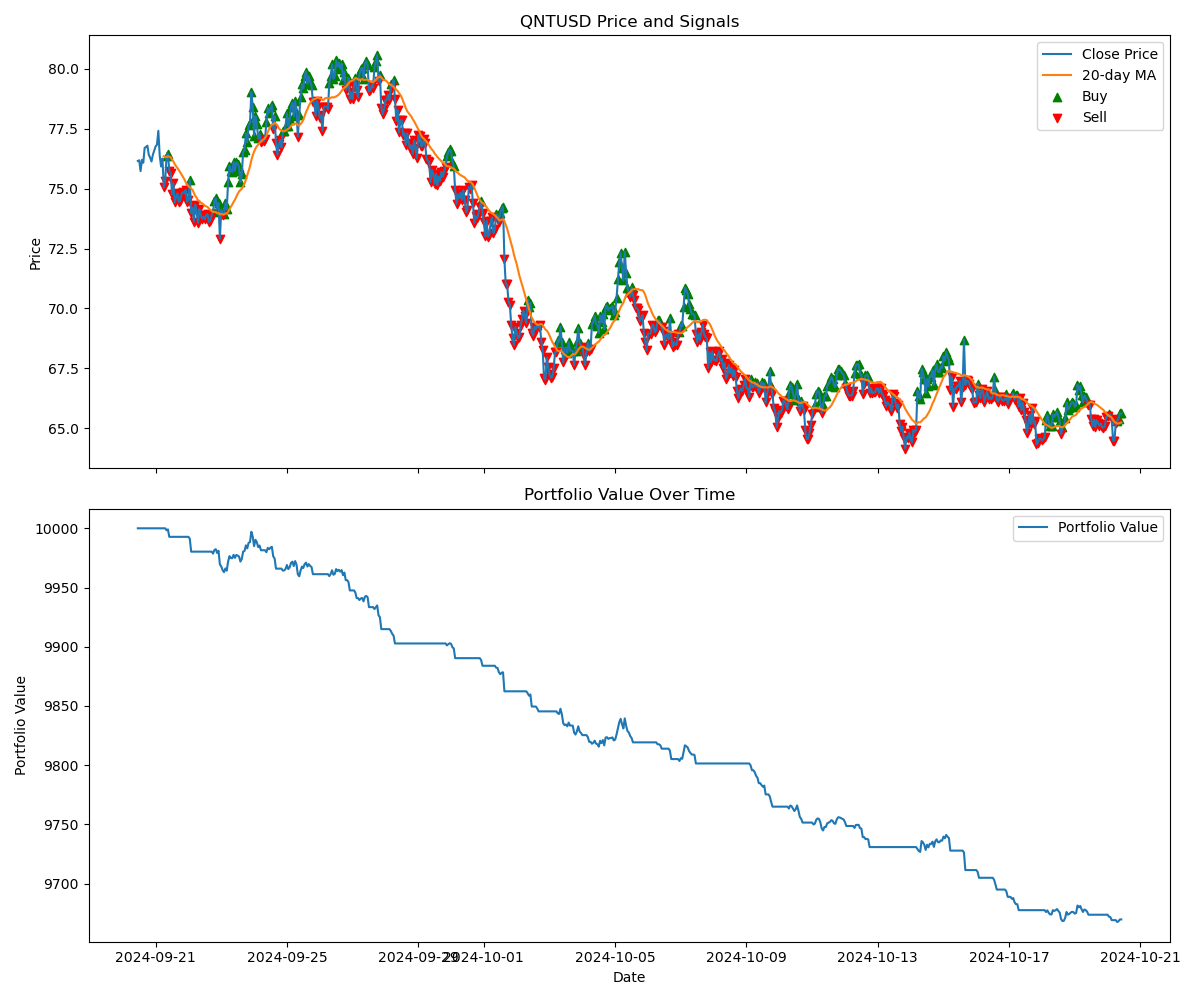 QNTUSD Price and Signals
Price
80.0
77.5
75.0
72.5
70.0
67.5
65.0
Close Price
20-day MA
Buy
Sell
Portfolio Value Over Time
Portfolio Value
10000
9950
9900
9850
9800
9750
9700
Portfolio Value
2024-09-21
2024-09-25
2024-09-29
2024-10-01
2024-10-05
2024-10-09
2024-10-13
2024-10-17
2024-10-21
Date